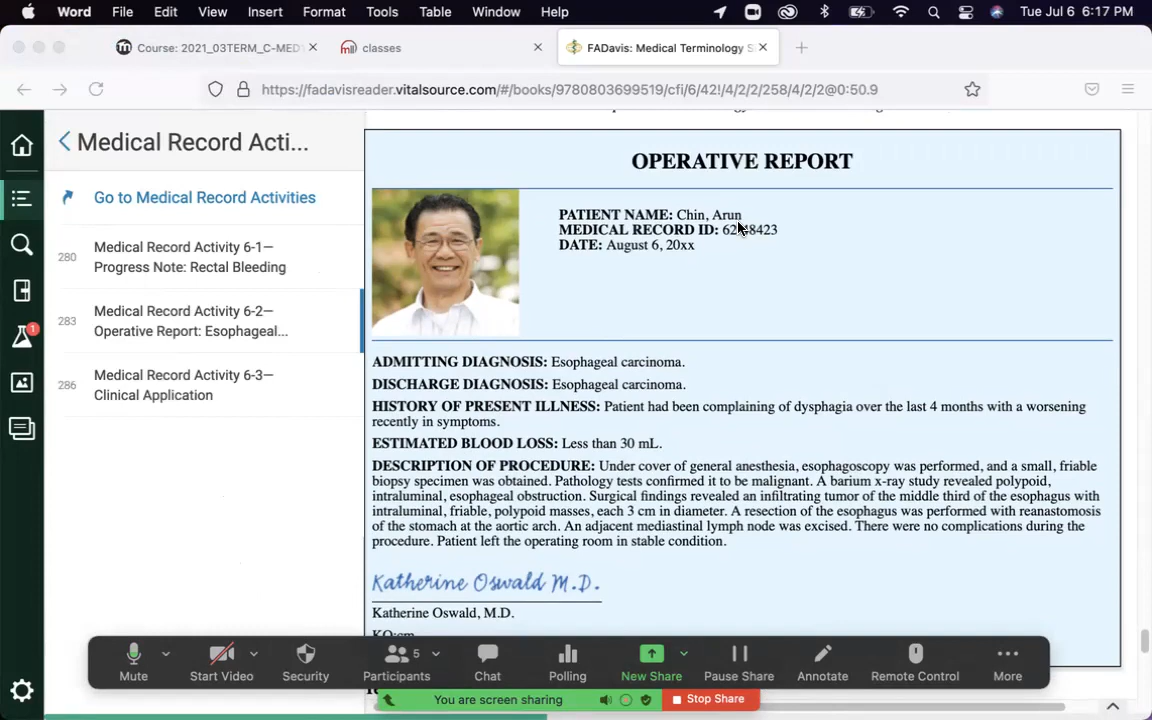 Word File Edit View Insert Format Tools Table Window Help Tue Jul 6 6:17 PM
Course: 2021_03TERM_C-MED classes FADavis: Medical Terminology S
https://fadavisreader.vitalsource.com/#/books/9780803699519/cfi/6/42!/4/2/2/258/4/2/2@0:50.9
Medical Record Acti...
Go to Medical Record Activities
280 Medical Record Activity 6-1—
Progress Note: Rectal Bleeding
283 Medical Record Activity 6-2—
Operative Report: Esophageal...
286 Medical Record Activity 6-3—
Clinical Application
1
OPERATIVE REPORT
PATIENT NAME: Chin, Arun
MEDICAL RECORD ID:
DATE: August 6, 20xx
ADMITTING DIAGNOSIS: Esophageal carcinoma.
DISCHARGE DIAGNOSIS: Esophageal carcinoma.
HISTORY OF PRESENT ILLNESS: Patient had been complaining of dysphagia over the last 4 months with a worsening
recently in symptoms.
ESTIMATED BLOOD LOSS: Less than 30 mL.
DESCRIPTION OF PROCEDURE: Under cover of general anesthesia, esophagoscopy was performed, and a small, friable
biopsy specimen was obtained. Pathology tests confirmed it to be malignant. A barium x-ray study revealed polypoid,
intraluminal, esophageal obstruction. Surgical findings revealed an infiltrating tumor of the middle third of the esophagus with
intraluminal, friable, polypoid masses, each 3 cm in diameter. A resection of the esophagus was performed with reanastomosis
of the stomach at the aortic arch. An adjacent mediastinal lymph node was excised. There were no complications during the
procedure. Patient left the operating room in stable condition.
Katherine Oswald M.D.
Katherine Oswald, M.D.
KO:cm
Mute Start Video Security Participants 5 Chat Polling New Share Pause Share Annotate Remote Control More
You are screen sharing Stop Share